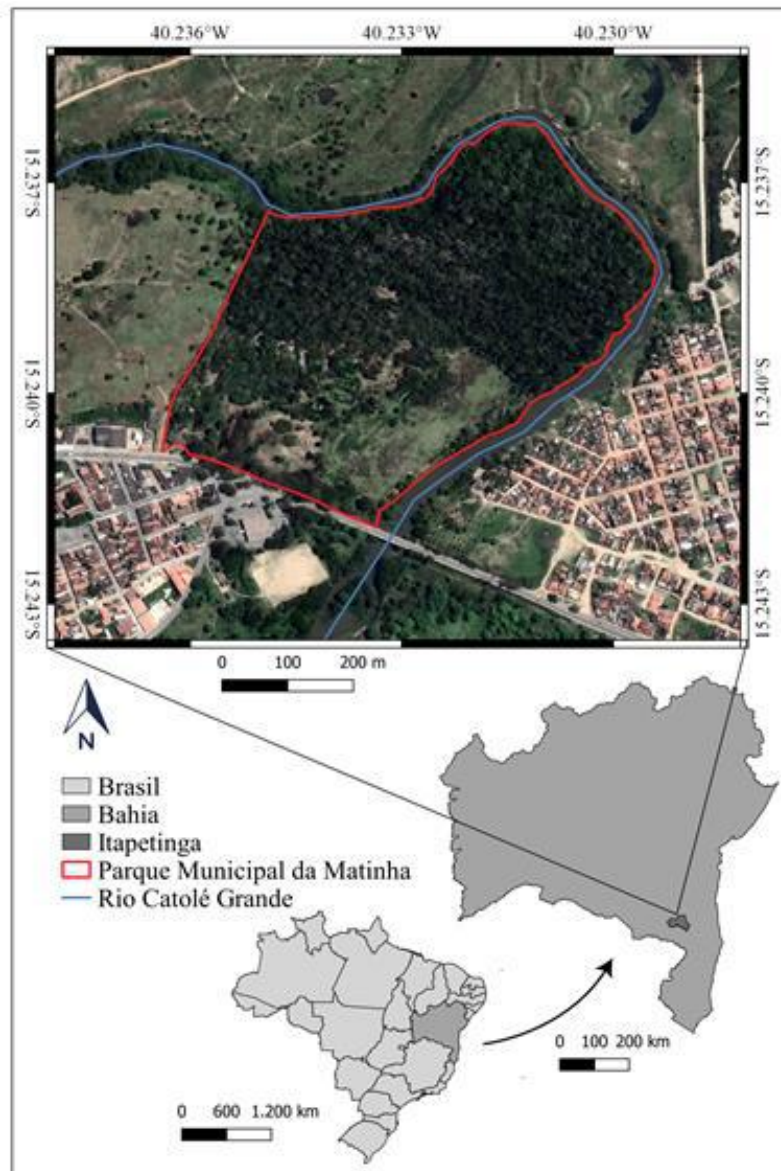 40.236°W 40.233°W 40.230°W
15.237°S 15.237°S
15.240°S 15.240°S
15.243°S 15.243°S
0 100 200 m
N
Brasil
Bahia
Itapetinga
Parque Municipal da Matinha
Rio Catolé Grande
0 100 200 km
0 600 1.200 km